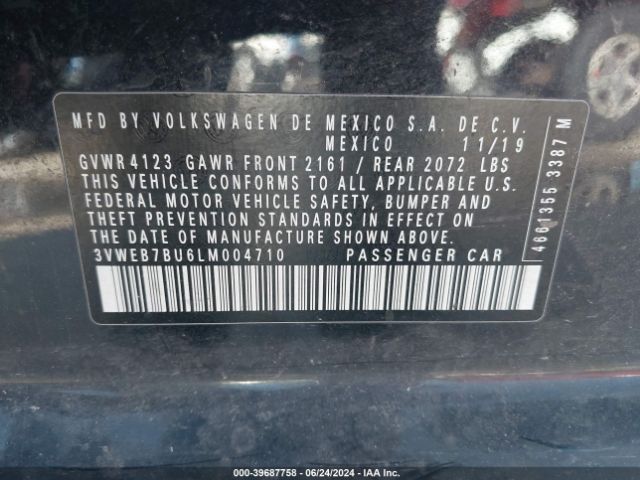 MFD BY VOLKSWAGEN DE MEXICO S.A. DE C.V.
MEXICO 11/19
GVWR 4123 GAWR FRONT 2161 / REAR 2072 LBS
THIS VEHICLE CONFORMS TO ALL APPLICABLE U.S.
FEDERAL MOTOR VEHICLE SAFETY, BUMPER AND
THEFT PREVENTION STANDARDS IN EFFECT ON
THE DATE OF MANUFACTURE SHOWN ABOVE.
3VWEB7BU6LM004710 PASSENGER CAR
4661355 3387 M
000-39687758 - 06/24/2024 - IAA Inc.